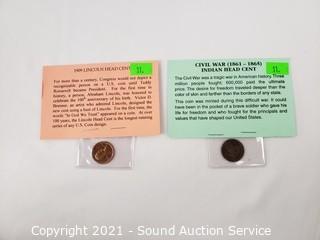 1909 LINCOLN HEAD CENT
11.
For more than a century, Congress would not depict a
recognizable person on a U.S. coin until Teddy
Roosevelt became President. For the first time in
history, a person, Abraham Lincoln, was decided to
honored to celebrate the 100th anniversary of his birth. Victor D.
Brenner, an artist who admired Lincoln, designed the
new cent using a bust of Lincoln. For the first time, the
words "In God We Trust" appeared on a coin. At over
100 years, the Lincoln Head Cent is the longest running
series of any U.S. Coin design.
CIVIL WAR (1861 - 1865)
INDIAN HEAD CENT
11.
The Civil War was a tragic war in American history. Three
million people fought; 600,000 paid the ultimate
price. The desire for freedom traveled deeper than the
color of skin and farther than the borders of any state.
This coin was minted during this difficult war. It could
have been in the pocket of a brave soldier who gave his
life for freedom and who fought for the principals and
values that have shaped our United States.
Copyright 2021 - Sound Auction Service